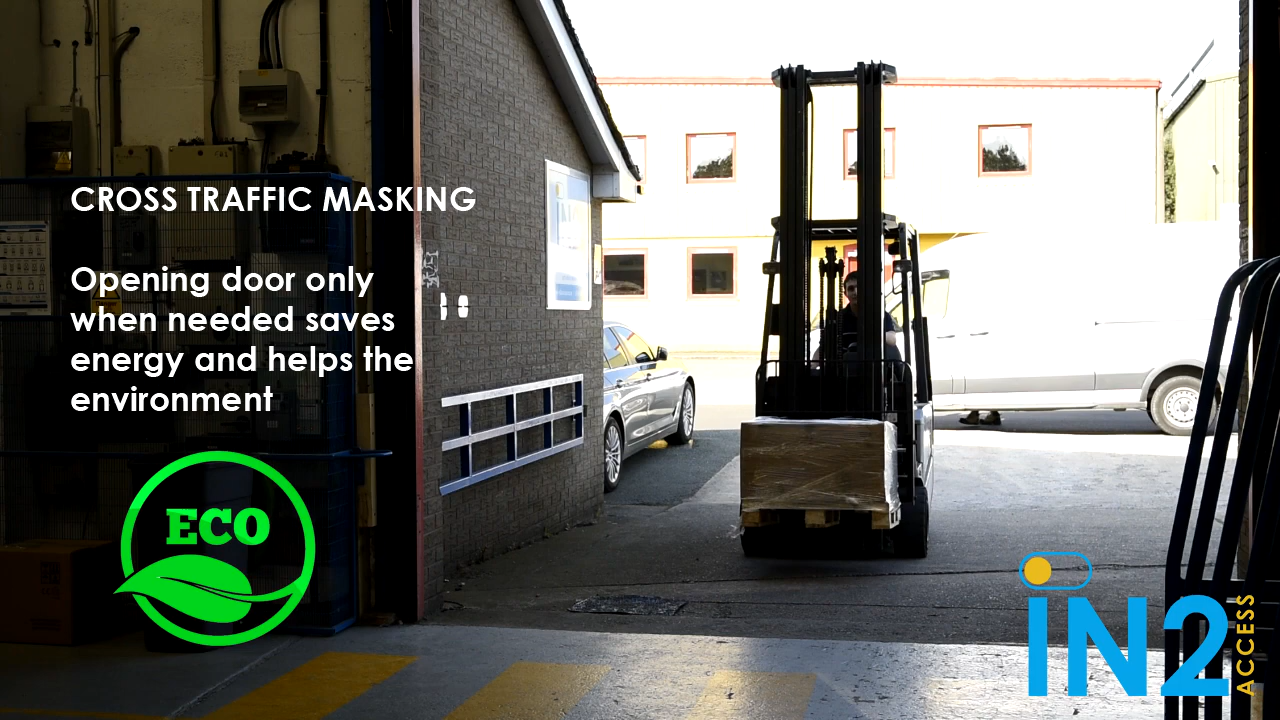 CROSS TRAFFIC MASKING
Opening door only
when needed saves
energy and helps the
environment
ECO
iN2
ACCESS